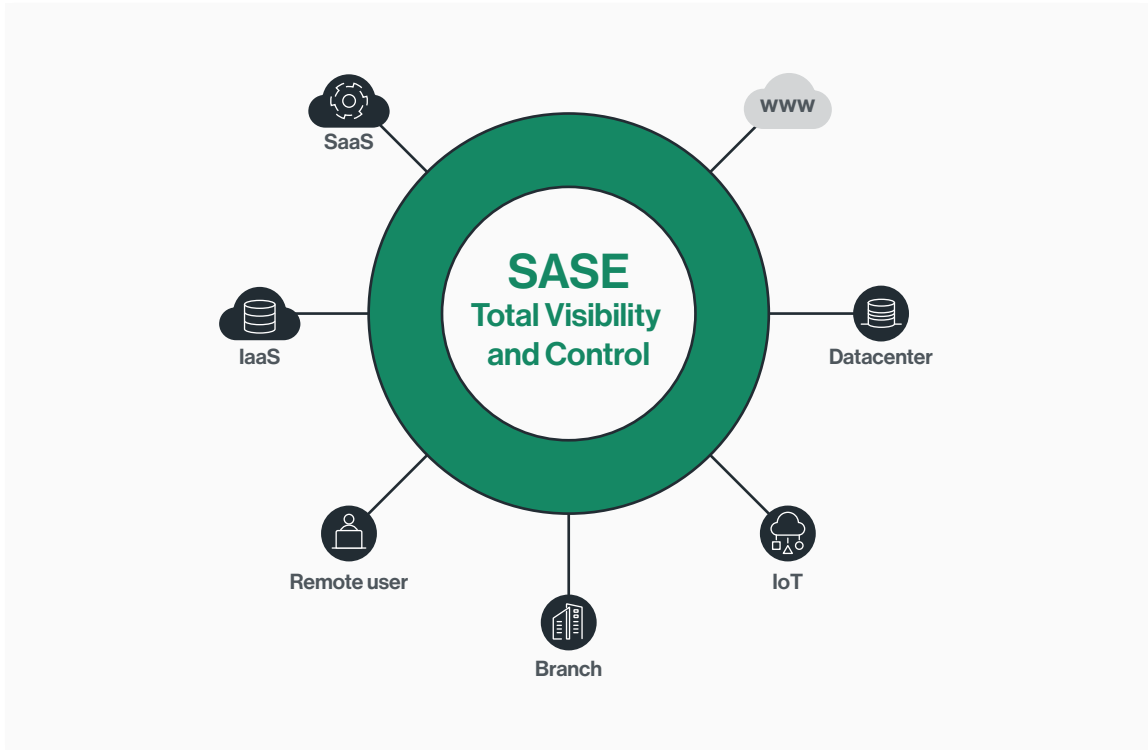 www
SaaS
SASE
Total Visibility
and Control
IaaS
Datacenter
Remote user
IoT
Branch